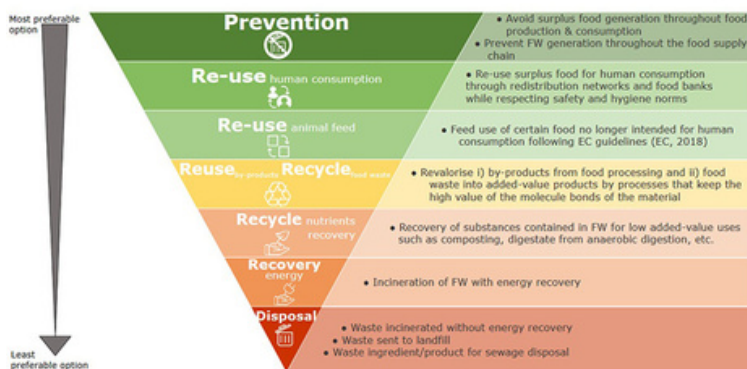 Most preferable
option
Prevention
• Avoid surplus food generation throughout food
production & consumption
• Prevent FW generation throughout the food supply
chain
Re-use human consumption
• Re-use surplus food for human consumption
through redistribution networks and food banks
while respecting safety and hygiene norms
Re-use animal feed
• Feed use of certain food no longer intended for human
consumption following EC guidelines (EC, 2018)
Reuse by-products Recycle food waste
• Revalorise i) by-products from food processing and ii) food
waste into added-value products by processes that keep the
high value of the molecule bonds of the material
Recycle nutrients
recovery
• Recovery of substances contained in FW for low added-value uses
such as composting, digestate from anaerobic digestion, etc.
Recovery
energy
• Incineration of FW with energy recovery
Disposal
• Waste incinerated without energy recovery
• Waste sent to landfill
• Waste ingredient/product for sewage disposal
Least
preferable option